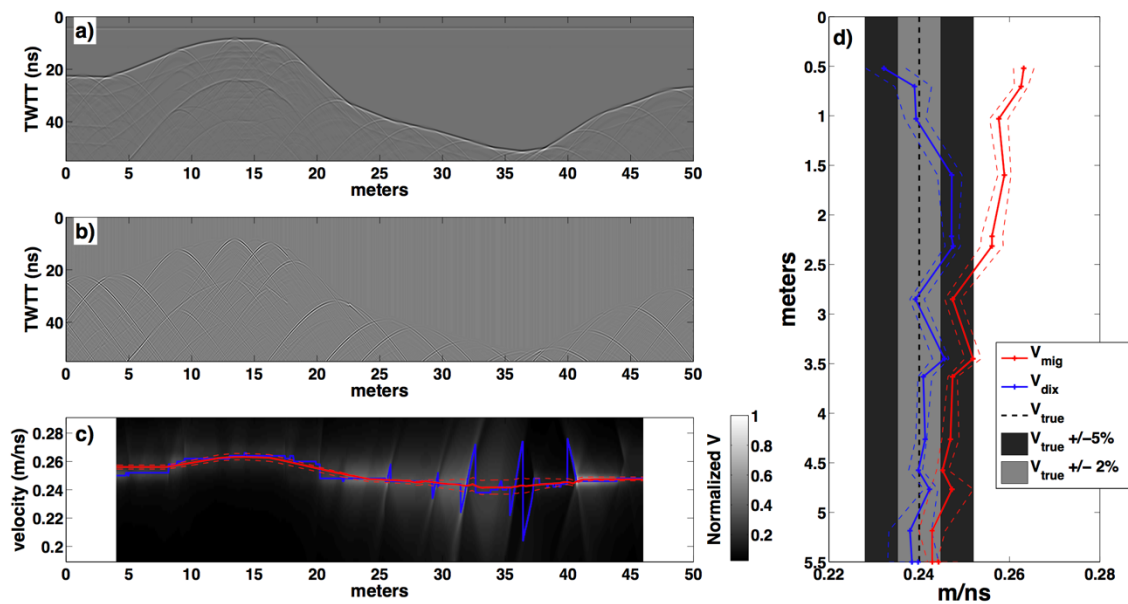 a)
TWTT (ns)
0
20
40
0 5 10 15 20 25 30 35 40 45 50
meters
b)
TWTT (ns)
0
20
40
0 5 10 15 20 25 30 35 40 45 50
meters
c)
velocity (m/ns)
0.28
0.26
0.24
0.22
0.2
0 5 10 15 20 25 30 35 40 45 50
meters
Normalized V
1
0.8
0.6
0.4
0.2
d)
meters
0
0.5
1
1.5
2
2.5
3
3.5
4
4.5
5
5.5
0.22 0.24 0.26 0.28
m/ns
V_mig
V_dix
V_true
V_true +/−5%
V_true +/− 2%